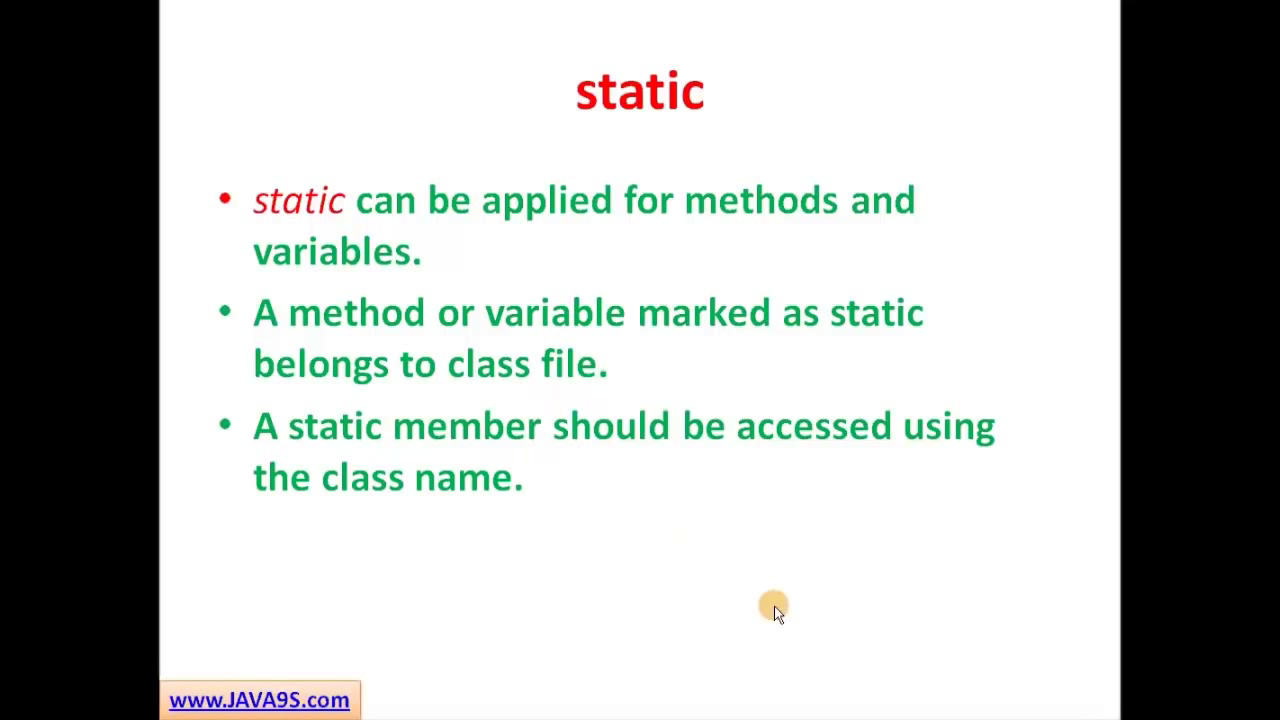 static
• static can be applied for methods and
variables.
• A method or variable marked as static
belongs to class file.
• A static member should be accessed using
the class name.
www.JAVA9S.com